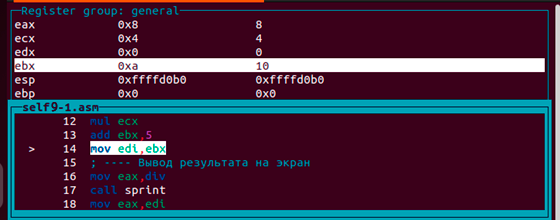 Register group: general
eax 0x8 8
ecx 0x4 4
edx 0x0 0
ebx 0xa 10
esp 0xffffd0b0 0xffffd0b0
ebp 0x0 0x0
self9-1.asm
12 mul ecx
13 add ebx,5
> 14 mov edi,ebx
15 ; ---- Вывод результата на экран
16 mov eax,div
17 call sprint
18 mov eax,edi